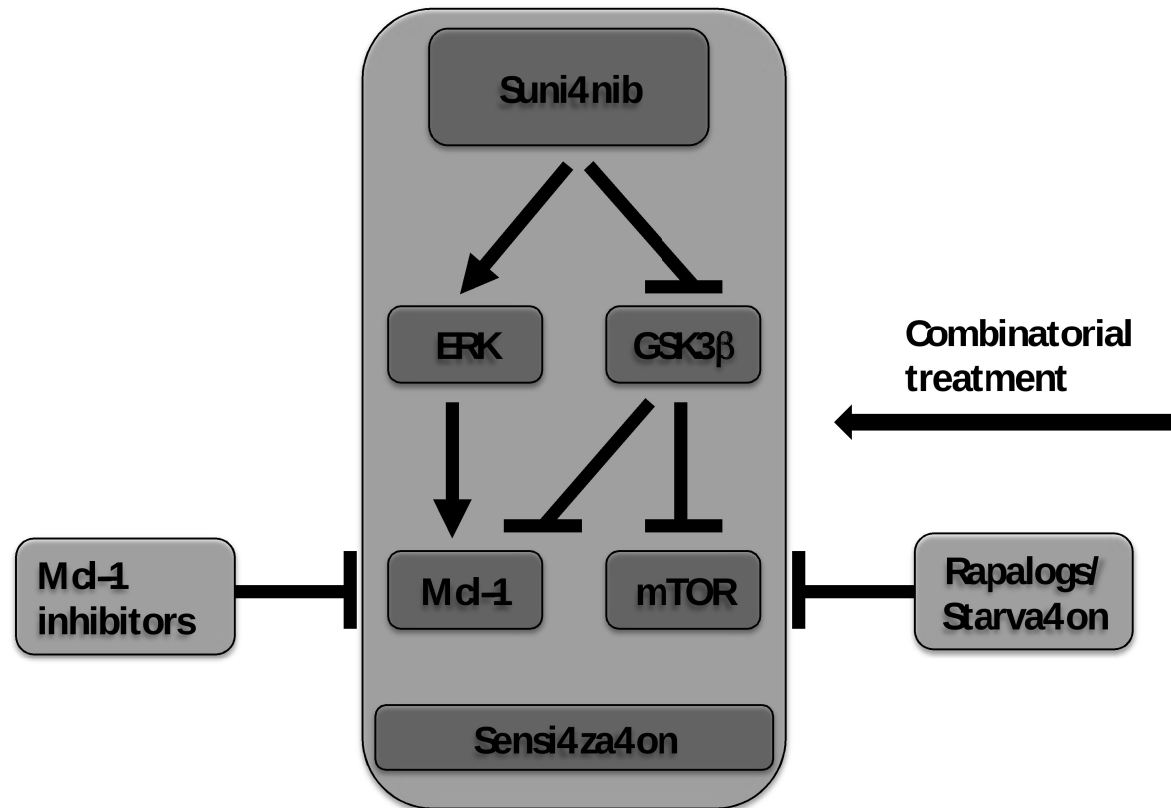 Suni4nib
ERK
GSK3β
Combinatorial
treatment
Mcl–1
inhibitors
Mcl–1
mTOR
Rapalogs/
Starva4on
Sensi4za4on